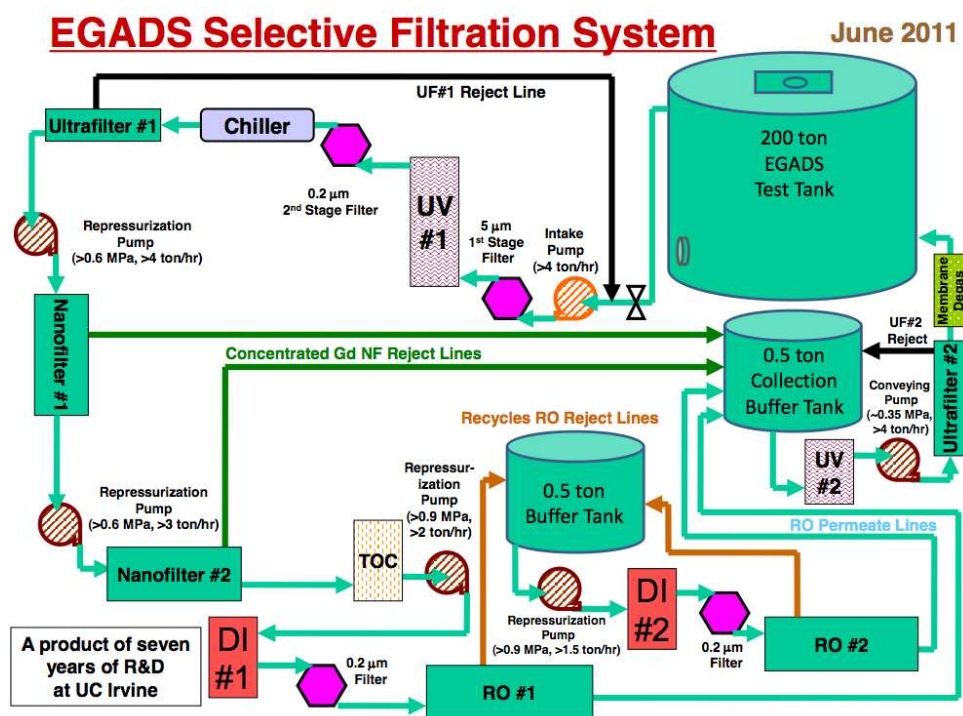 EGADS Selective Filtration System
June 2011
UF#1 Reject Line
Ultrafilter #1
Chiller
0.2 μm
2nd Stage Filter
UV
#1
5 μm
1st Stage
Filter
Intake
Pump
(>4 ton/hr)
200 ton
EGADS
Test Tank
Repressurization
Pump
(>0.6 MPa, >4 ton/hr)
Nanofilter #1
Concentrated Gd NF Reject Lines
0.5 ton
Collection
Buffer Tank
UF#2
Reject
Membrane
Degas
Ultrafilter #2
Conveying
Pump
(~0.35 MPa,
>4 ton/hr)
UV
#2
Recycles RO Reject Lines
Repressurization
Pump
(>0.6 MPa, >3 ton/hr)
Nanofilter #2
TOC
Repressur-
ization
Pump
(>0.9 MPa,
>2 ton/hr)
0.5 ton
Buffer Tank
RO Permeate Lines
Repressurization
Pump
(>0.9 MPa, >1.5 ton/hr)
DI
#2
0.2 μm
Filter
RO #2
A product of seven
years of R&D
at UC Irvine
DI
#1
0.2 μm
Filter
RO #1